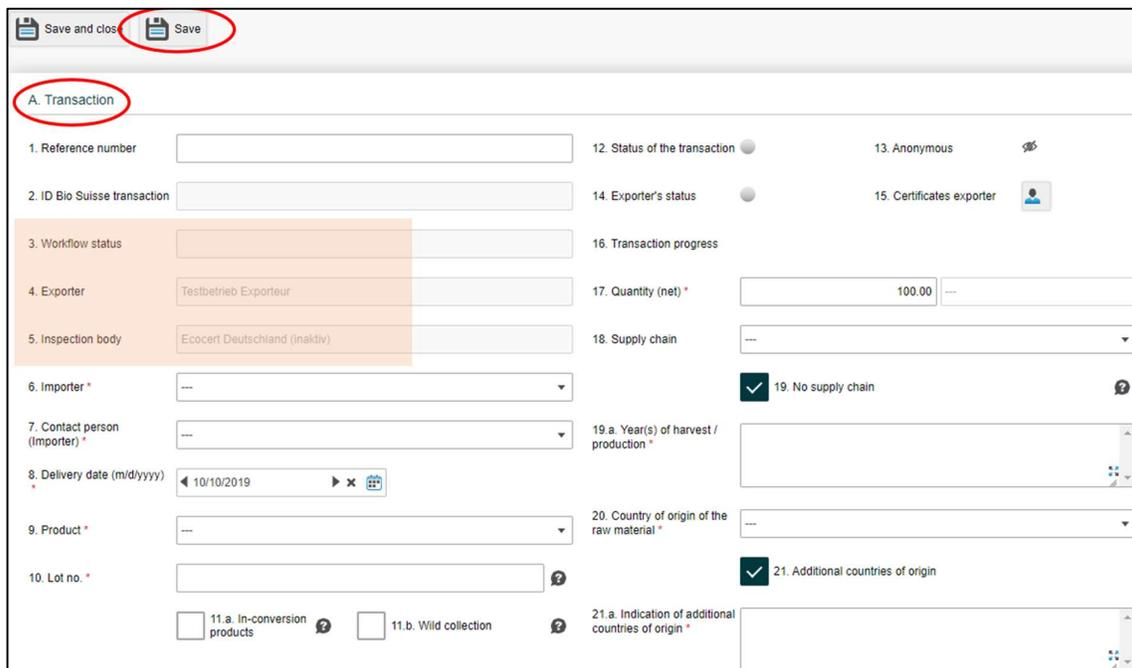 Save and close
Save
A. Transaction
1. Reference number
2. ID Bio Suisse transaction
3. Workflow status
4. Exporter
Testbetrieb Exporteur
5. Inspection body
Ecocert Deutschland (inaktiv)
6. Importer *
---
7. Contact person
(Importer) *
---
8. Delivery date (m/d/yyyy)
*
10/10/2019
9. Product *
---
10. Lot no. *
11.a. In-conversion
products
11.b. Wild collection
12. Status of the transaction
13. Anonymous
14. Exporter's status
15. Certificates exporter
16. Transaction progress
17. Quantity (net) *
100.00
---
18. Supply chain
---
19. No supply chain
19.a. Year(s) of harvest /
production *
20. Country of origin of the
raw material *
---
21. Additional countries of origin
21.a. Indication of additional
countries of origin *